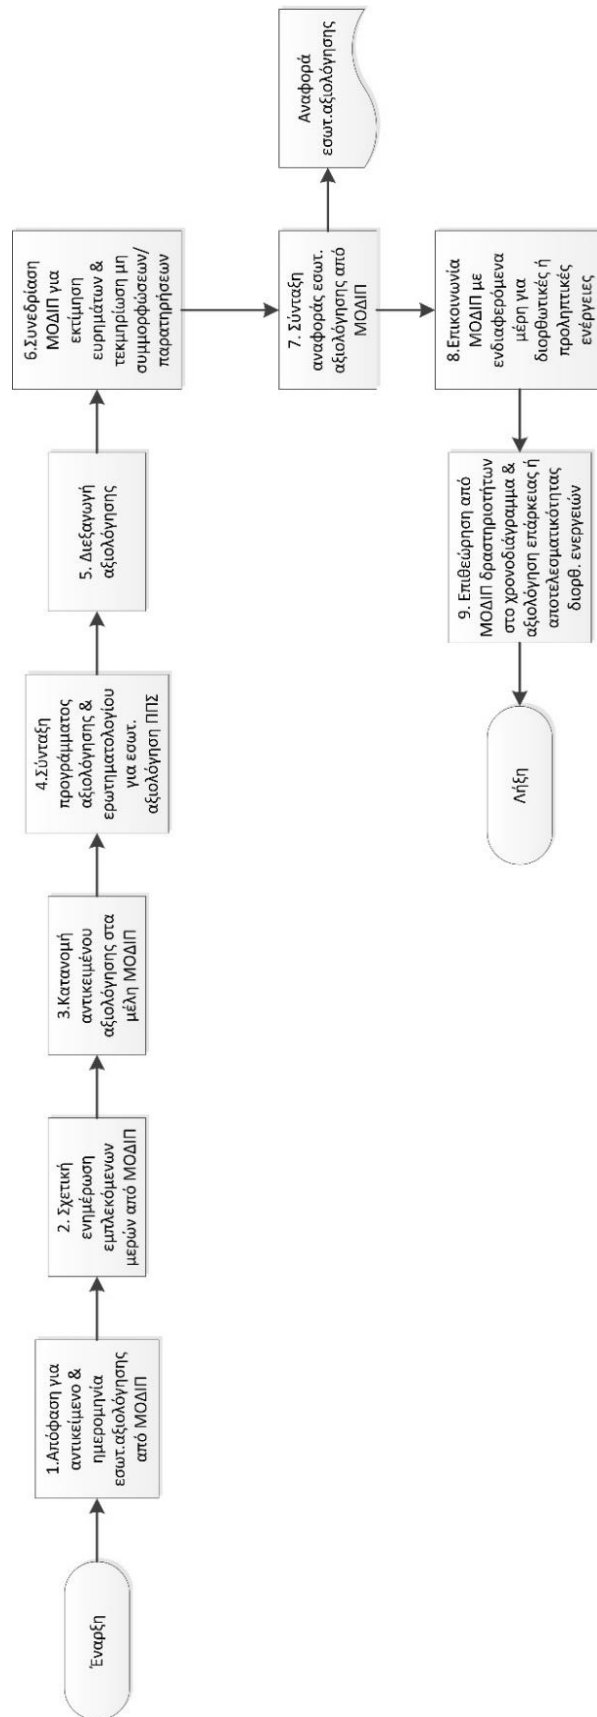 Έναρξη
1.Απόφαση για
αντικείμενο &
ημερομηνία
εσωτ.αξιολόγησης
από ΜΟΔΙΠ
2. Σχετική
ενημέρωση
εμπλεκόμενων
μερών από ΜΟΔΙΠ
3.Κατανομή
αντικειμένου
αξιολόγησης στα
μέλη ΜΟΔΙΠ
4.Σύνταξη
προγράμματος
αξιολόγησης &
ερωτηματολογίου
για εσωτ.
αξιολόγηση ΠΠΣ
5. Διεξαγωγή
αξιολόγησης
6.Συνεδρίαση
ΜΟΔΙΠ για
εκτίμηση
ευρημάτων &
τεκμηρίωση μη
συμμορφώσεων/
παρατηρήσεων
7. Σύνταξη
αναφοράς εσωτ.
αξιολόγησης από
ΜΟΔΙΠ
Αναφορά
εσωτ.αξιολόγησης
8.Επικοινωνία
ΜΟΔΙΠ με
ενδιαφερόμενα
μέρη για
διορθωτικές ή
προληπτικές
ενέργειες
9. Επιθεώρηση από
ΜΟΔΙΠ δραστηριοτήτων
στο χρονοδιάγραμμα &
αξιολόγηση επάρκειας ή
αποτελεσματικότητας
διορθ. ενεργειών
Λήξη